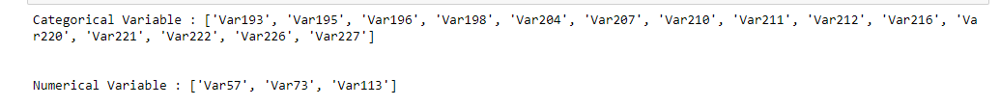 Categorical Variable : ['Var193', 'Var195', 'Var196', 'Var198', 'Var204', 'Var207', 'Var210', 'Var211', 'Var212', 'Var216', 'Va
r220', 'Var221', 'Var222', 'Var226', 'Var227']
Numerical Variable : ['Var57', 'Var73', 'Var113']